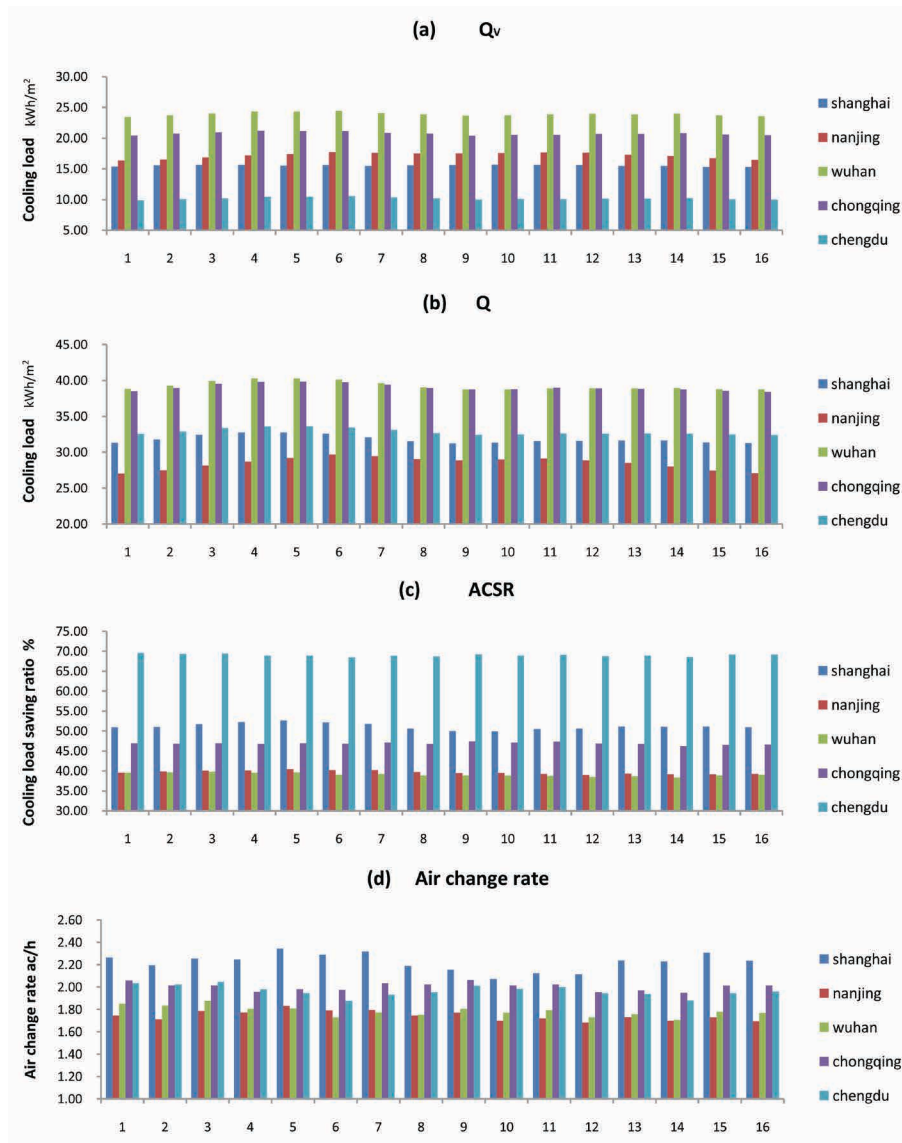 (a) Qv
Cooling load kWh/m²
30.00
25.00
20.00
15.00
10.00
5.00
1 2 3 4 5 6 7 8 9 10 11 12 13 14 15 16
shanghai
nanjing
wuhan
chongqing
chengdu
(b) Q
Cooling load kWh/m²
45.00
40.00
35.00
30.00
25.00
20.00
1 2 3 4 5 6 7 8 9 10 11 12 13 14 15 16
shanghai
nanjing
wuhan
chongqing
chengdu
(c) ACSR
Cooling load saving ratio %
75.00
70.00
65.00
60.00
55.00
50.00
45.00
40.00
35.00
30.00
1 2 3 4 5 6 7 8 9 10 11 12 13 14 15 16
shanghai
nanjing
wuhan
chongqing
chengdu
(d) Air change rate
Air change rate ac/h
2.60
2.40
2.20
2.00
1.80
1.60
1.40
1.20
1.00
1 2 3 4 5 6 7 8 9 10 11 12 13 14 15 16
shanghai
nanjing
wuhan
chongqing
chengdu